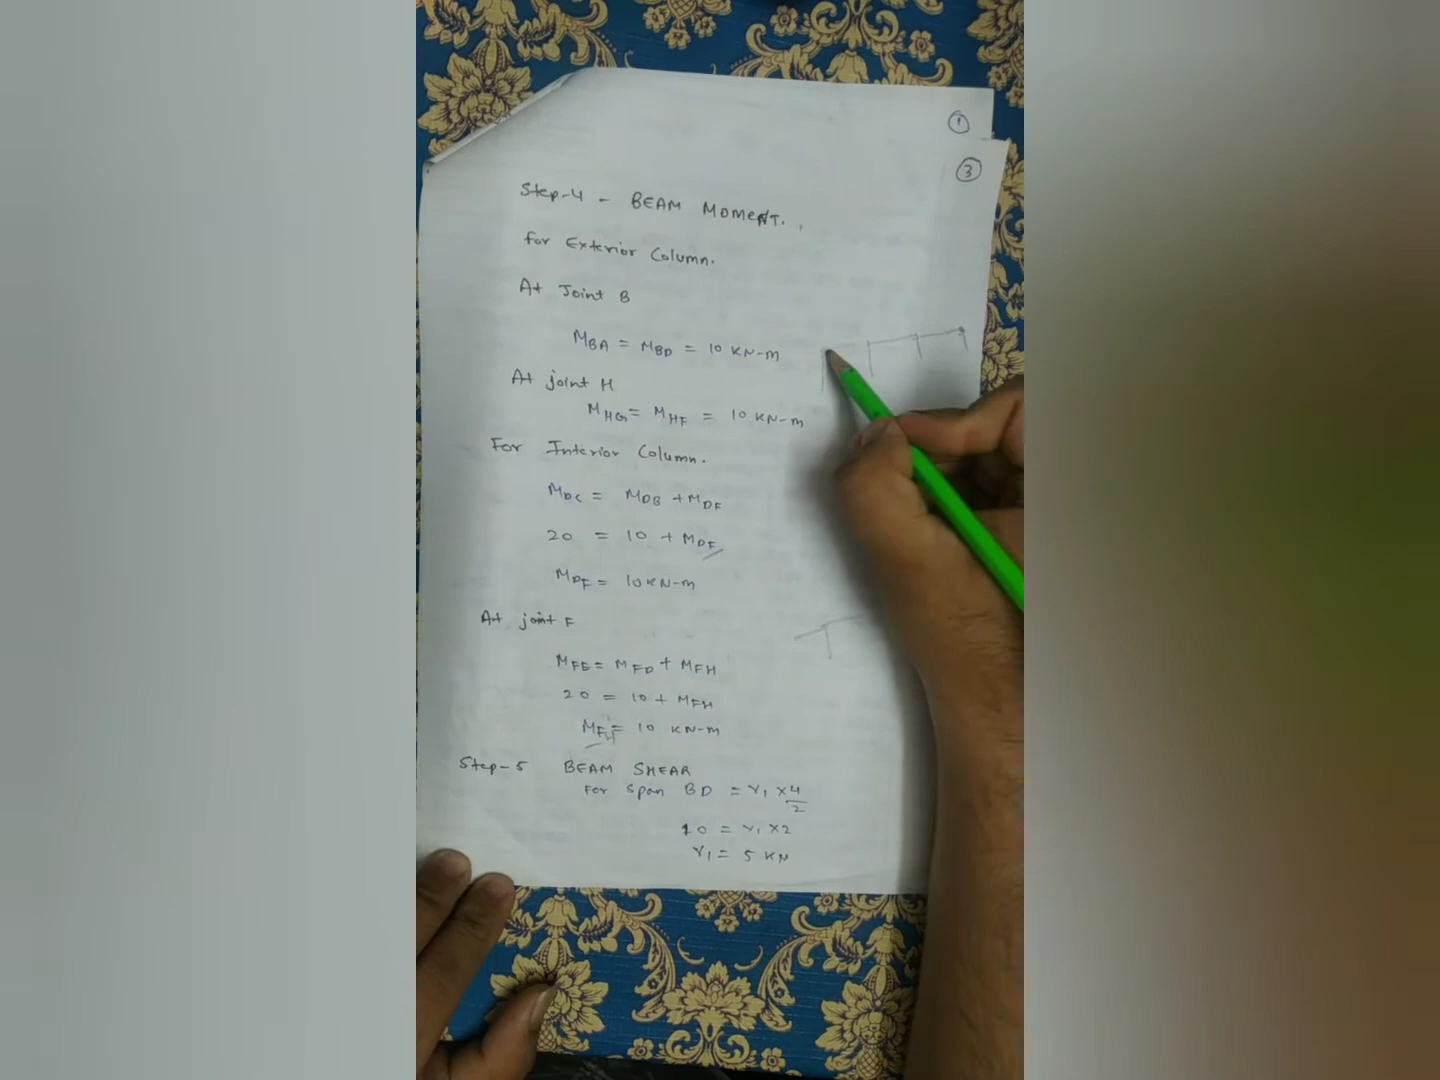 1
3
Step-4 - BEAM MOMENT.
For Exterior Column.
At Joint B
MBA = MBD = 10 KN-m
At joint H
MHG = MHF = 10 KN-m
For Interior Column.
MDC = MDB + MDF
20 = 10 + MDF
MDF = 10 KN-m
At joint F
MFE = MFD + MFH
20 = 10 + MFH
MFH = 10 KN-m
Step-5 BEAM SHEAR
For Span BD = V1 × 4/2
10 = V1 × 2
V1 = 5 KN